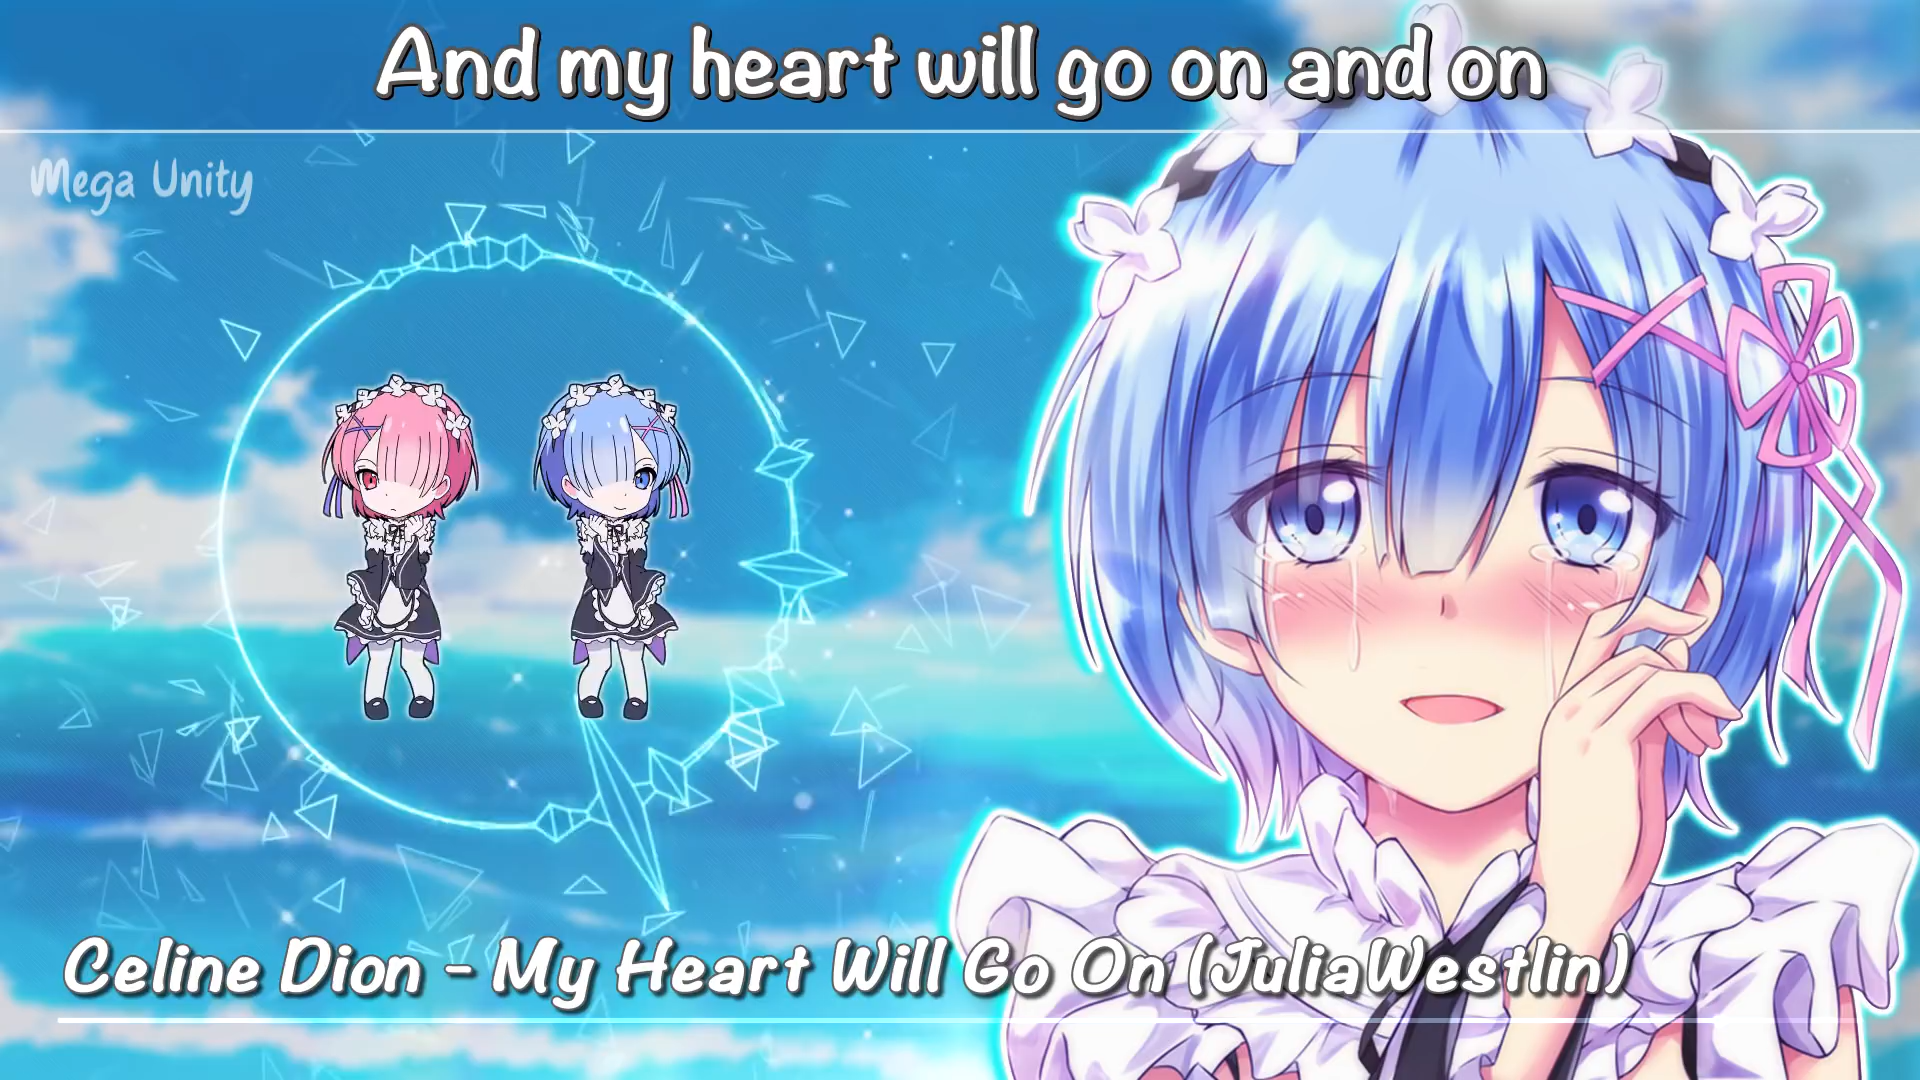 And my heart will go on and on
Mega Unity
Celine Dion - My Heart Will Go On (JuliaWestlin)